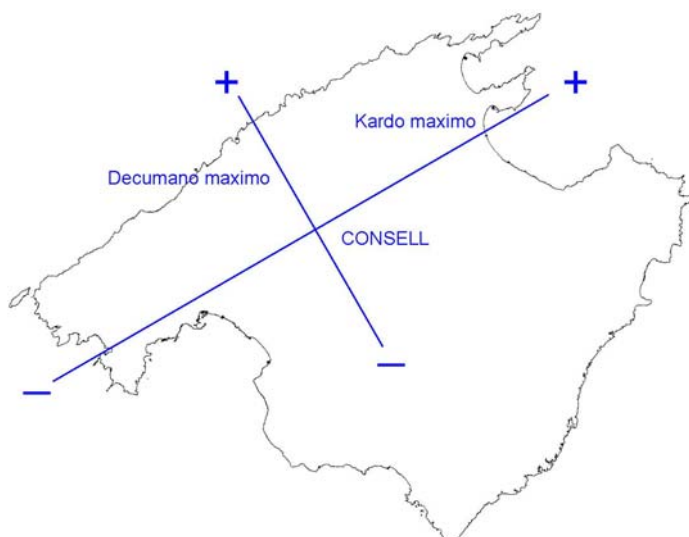 +
+
Kardo maximo
Decumano maximo
CONSELL
—
—